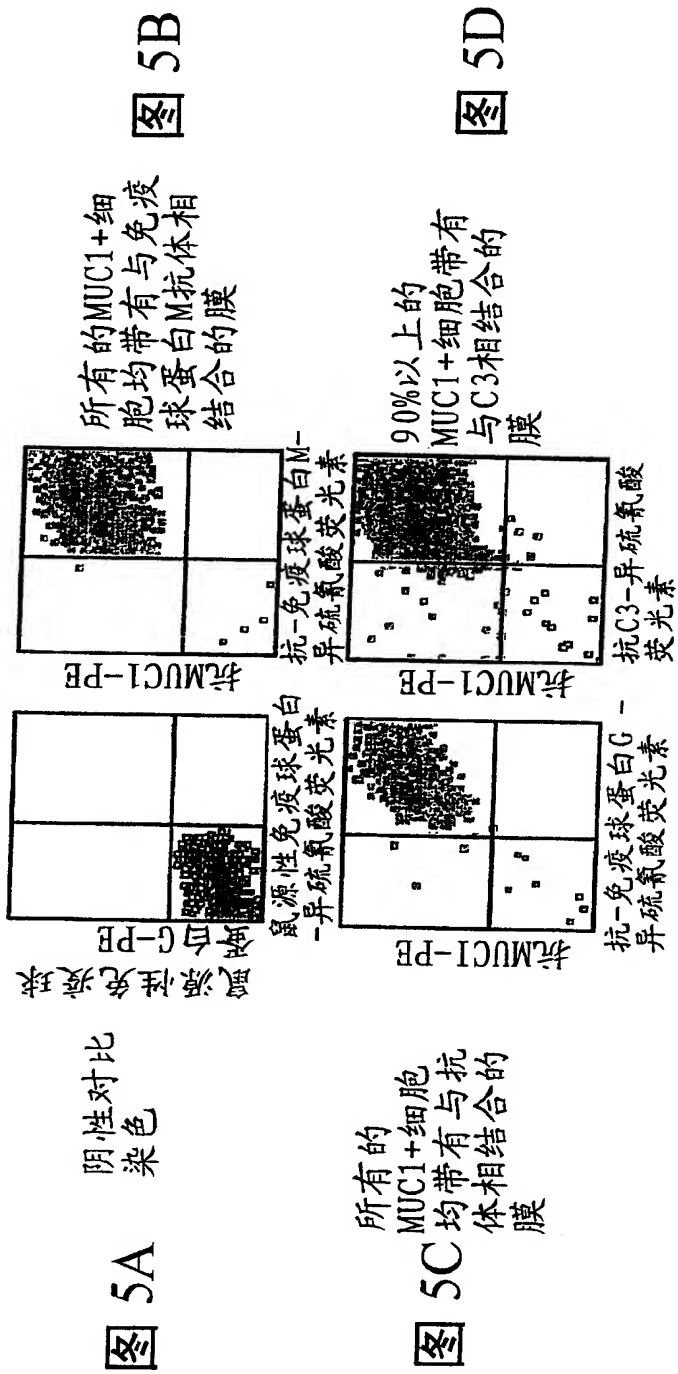 图 5A
阴性对比
染色
鼠源性免疫球
蛋白G-PE
鼠源性免疫球蛋白
-异硫氰酸荧光素
抗MUC1-PE
抗-免疫球蛋白M-
异硫氰酸荧光素
所有的MUC1+细
胞均带有与免疫
球蛋白M抗体相
结合的膜
图 5B
图 5C
所有的
MUC1+细胞
均带有与抗
体相结合的
膜
抗MUC1-PE
抗-免疫球蛋白G -
异硫氰酸荧光素
抗MUC1-PE
抗C3-异硫氰酸
荧光素
90%以上的
MUC1+细胞带有
与C3相结合的
膜
图 5D